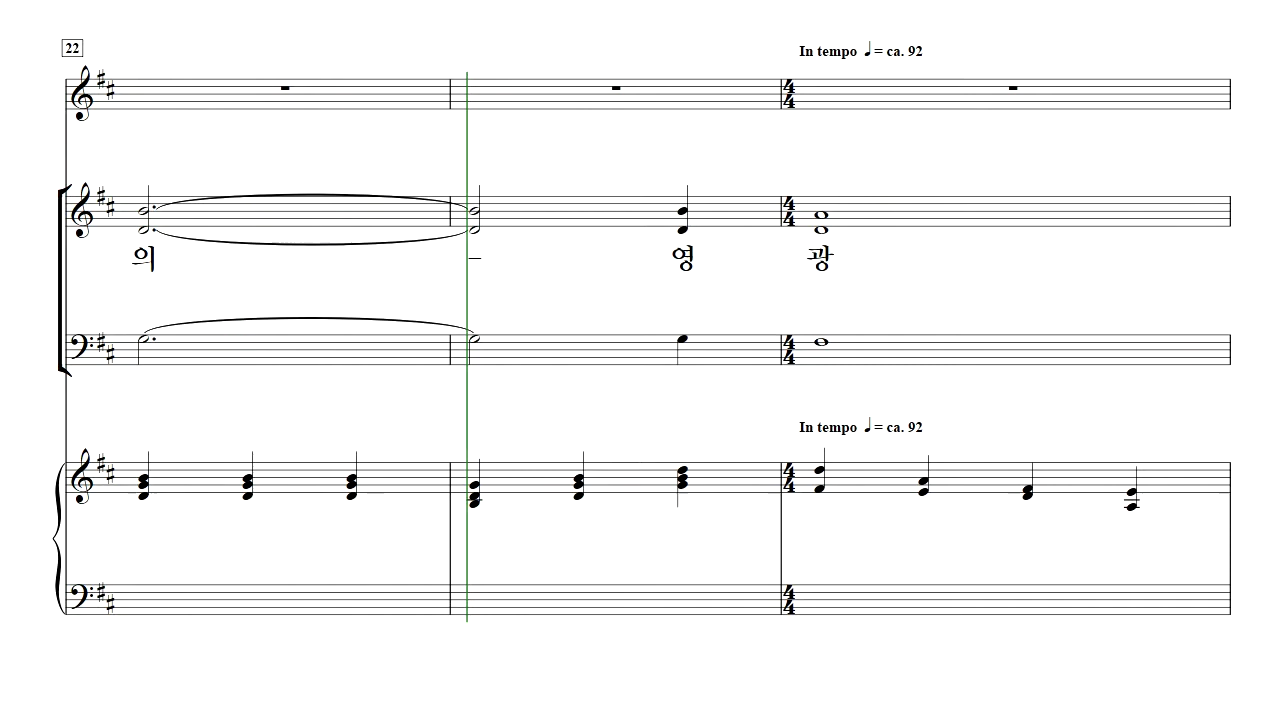 22
In tempo ♩= ca. 92
의 _ 영 광
In tempo ♩= ca. 92